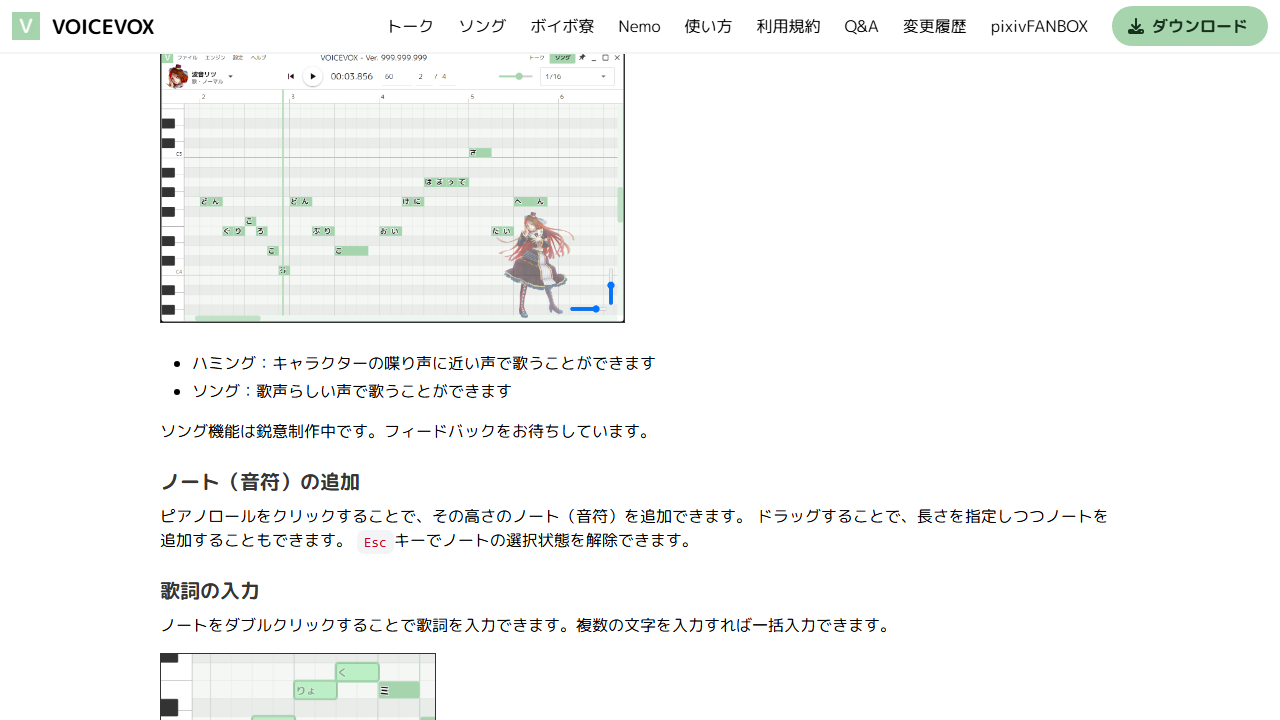 V VOICEVOX トーク ソング ボイボ寮 Nemo 使い方 利用規約 Q&A 変更履歴 pixivFANBOX ダウンロード
V ファイル エンジン 設定 ヘルプ VOICEVOX - Ver. 999.999.999 トーク ソング
波音リツ
歌・ノーマル
00:03.856 60 2 / 4 1/16
2 3 4 5 6
C5
ど ん
ぐ り
こ
ろ
こ
ど ん
ぶ り
こ
お い
け に
は ま っ て
さ
た い
へ ん
C4
ハミング：キャラクターの喋り声に近い声で歌うことができます
ソング：歌声らしい声で歌うことができます
ソング機能は鋭意制作中です。フィードバックをお待ちしています。
ノート（音符）の追加
ピアノロールをクリックすることで、その高さのノート（音符）を追加できます。 ドラッグすることで、長さを指定しつつノートを
追加することもできます。 Esc キーでノートの選択状態を解除できます。
歌詞の入力
ノートをダブルクリックすることで歌詞を入力できます。複数の文字を入力すれば一括入力できます。
く
りょ
ミ